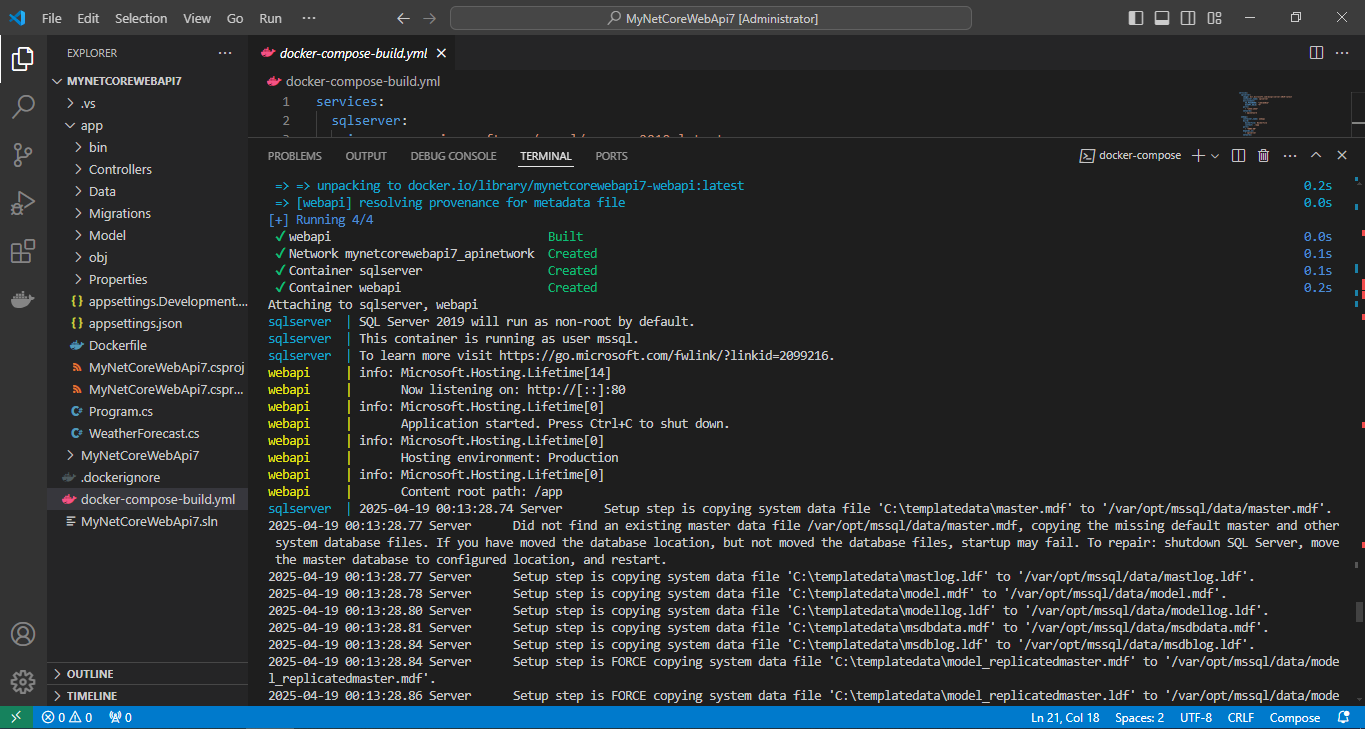 File Edit Selection View Go Run ··· MyNetCoreWebApi7 [Administrator]
EXPLORER ···
MYNETCOREWEBAPI7
.vs
app
bin
Controllers
Data
Migrations
Model
obj
Properties
{} appsettings.Development....
{} appsettings.json
Dockerfile
MyNetCoreWebApi7.csproj
MyNetCoreWebApi7.cspr...
C# Program.cs
C# WeatherForecast.cs
MyNetCoreWebApi7
.dockerignore
docker-compose-build.yml
MyNetCoreWebApi7.sln
OUTLINE
TIMELINE
docker-compose-build.yml
docker-compose-build.yml
1 services:
2 sqlserver:
PROBLEMS OUTPUT DEBUG CONSOLE TERMINAL PORTS docker-compose
=> => unpacking to docker.io/library/mynetcorewebapi7-webapi:latest 0.2s
=> [webapi] resolving provenance for metadata file 0.0s
[+] Running 4/4
✓ webapi Built 0.0s
✓ Network mynetcorewebapi7_apinetwork Created 0.1s
✓ Container sqlserver Created 0.1s
✓ Container webapi Created 0.2s
Attaching to sqlserver, webapi
sqlserver | SQL Server 2019 will run as non-root by default.
sqlserver | This container is running as user mssql.
sqlserver | To learn more visit https://go.microsoft.com/fwlink/?linkid=2099216.
webapi | info: Microsoft.Hosting.Lifetime[14]
webapi | Now listening on: http://[::]:80
webapi | info: Microsoft.Hosting.Lifetime[0]
webapi | Application started. Press Ctrl+C to shut down.
webapi | info: Microsoft.Hosting.Lifetime[0]
webapi | Hosting environment: Production
webapi | info: Microsoft.Hosting.Lifetime[0]
webapi | Content root path: /app
sqlserver | 2025-04-19 00:13:28.74 Server Setup step is copying system data file 'C:\templatedata\master.mdf' to '/var/opt/mssql/data/master.mdf'.
2025-04-19 00:13:28.77 Server Did not find an existing master data file /var/opt/mssql/data/master.mdf, copying the missing default master and other
system database files. If you have moved the database location, but not moved the database files, startup may fail. To repair: shutdown SQL Server, move
the master database to configured location, and restart.
2025-04-19 00:13:28.77 Server Setup step is copying system data file 'C:\templatedata\mastlog.ldf' to '/var/opt/mssql/data/mastlog.ldf'.
2025-04-19 00:13:28.78 Server Setup step is copying system data file 'C:\templatedata\model.mdf' to '/var/opt/mssql/data/model.mdf'.
2025-04-19 00:13:28.80 Server Setup step is copying system data file 'C:\templatedata\modellog.ldf' to '/var/opt/mssql/data/modellog.ldf'.
2025-04-19 00:13:28.81 Server Setup step is copying system data file 'C:\templatedata\msdbdata.mdf' to '/var/opt/mssql/data/msdbdata.mdf'.
2025-04-19 00:13:28.84 Server Setup step is copying system data file 'C:\templatedata\msdblog.ldf' to '/var/opt/mssql/data/msdblog.ldf'.
2025-04-19 00:13:28.84 Server Setup step is FORCE copying system data file 'C:\templatedata\model_replicatedmaster.mdf' to '/var/opt/mssql/data/mode
l_replicatedmaster.mdf'.
2025-04-19 00:13:28.86 Server Setup step is FORCE copying system data file 'C:\templatedata\model_replicatedmaster.ldf' to '/var/opt/mssql/data/mode
0 0 0 Ln 21, Col 18 Spaces: 2 UTF-8 CRLF Compose